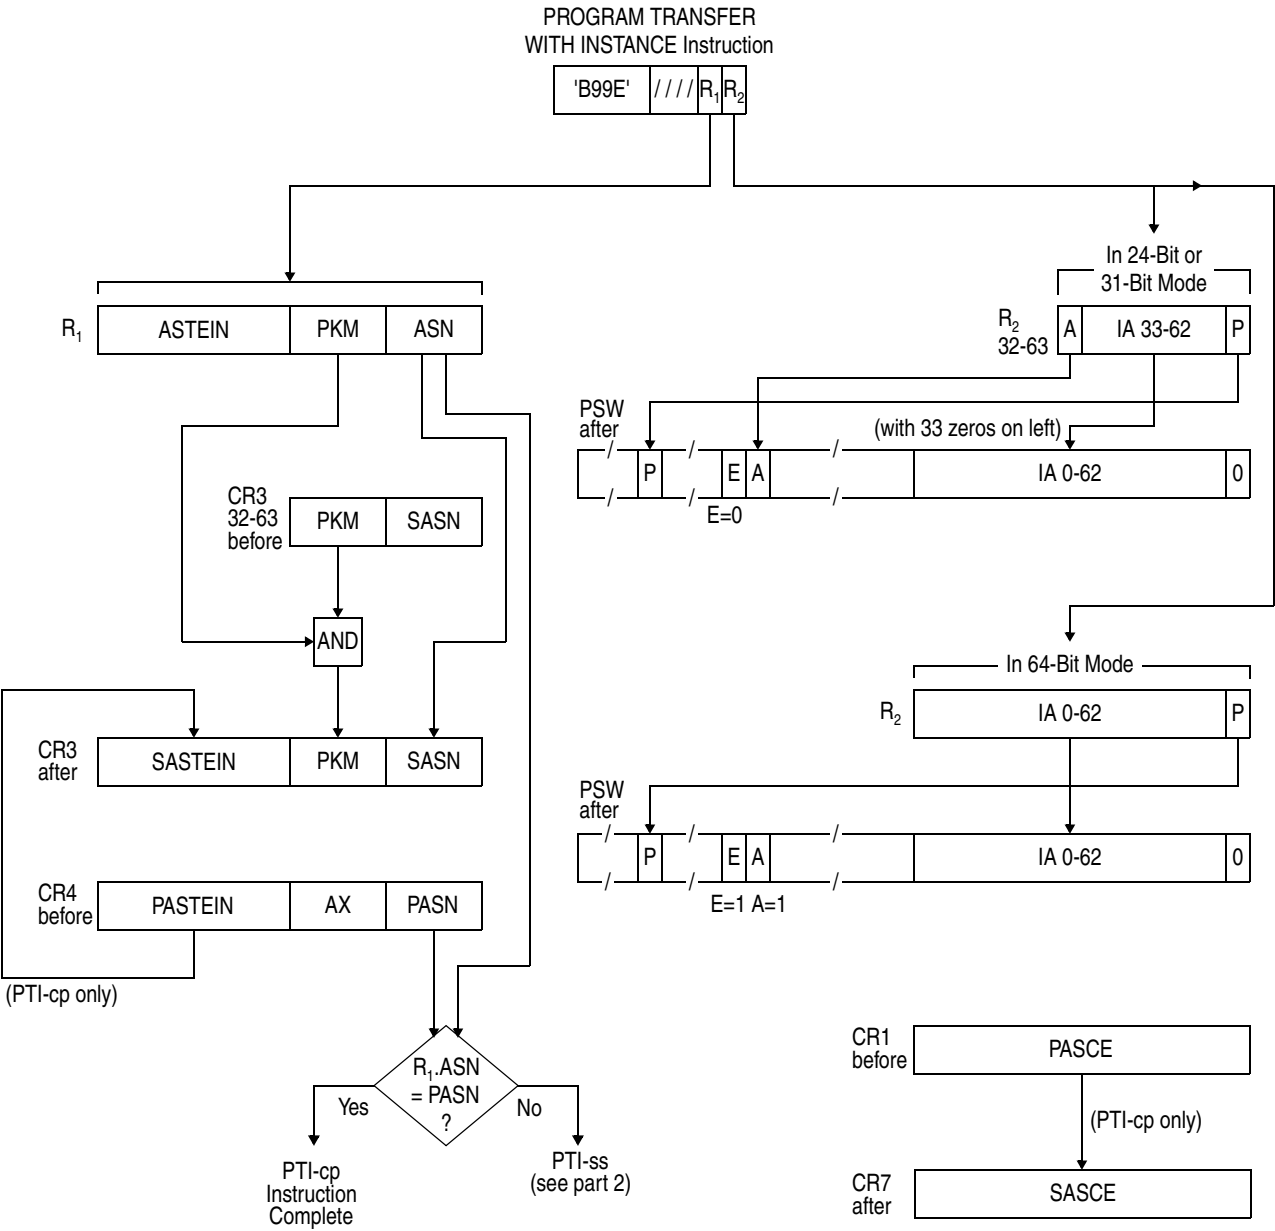 PROGRAM TRANSFER
WITH INSTANCE Instruction
'B99E' //// R1 R2
In 24-Bit or
31-Bit Mode
R1 ASTEIN PKM ASN
R2
32-63
A IA 33-62 P
PSW
after
(with 33 zeros on left)
P E A IA 0-62 0
E=0
CR3
32-63
before
PKM SASN
AND
In 64-Bit Mode
R2 IA 0-62 P
CR3
after
SASTEIN PKM SASN
PSW
after
P E A IA 0-62 0
E=1 A=1
CR4
before
PASTEIN AX PASN
(PTI-cp only)
R1.ASN
= PASN
?
Yes
No
PTI-cp
Instruction
Complete
PTI-ss
(see part 2)
CR1
before
PASCE
(PTI-cp only)
CR7
after
SASCE